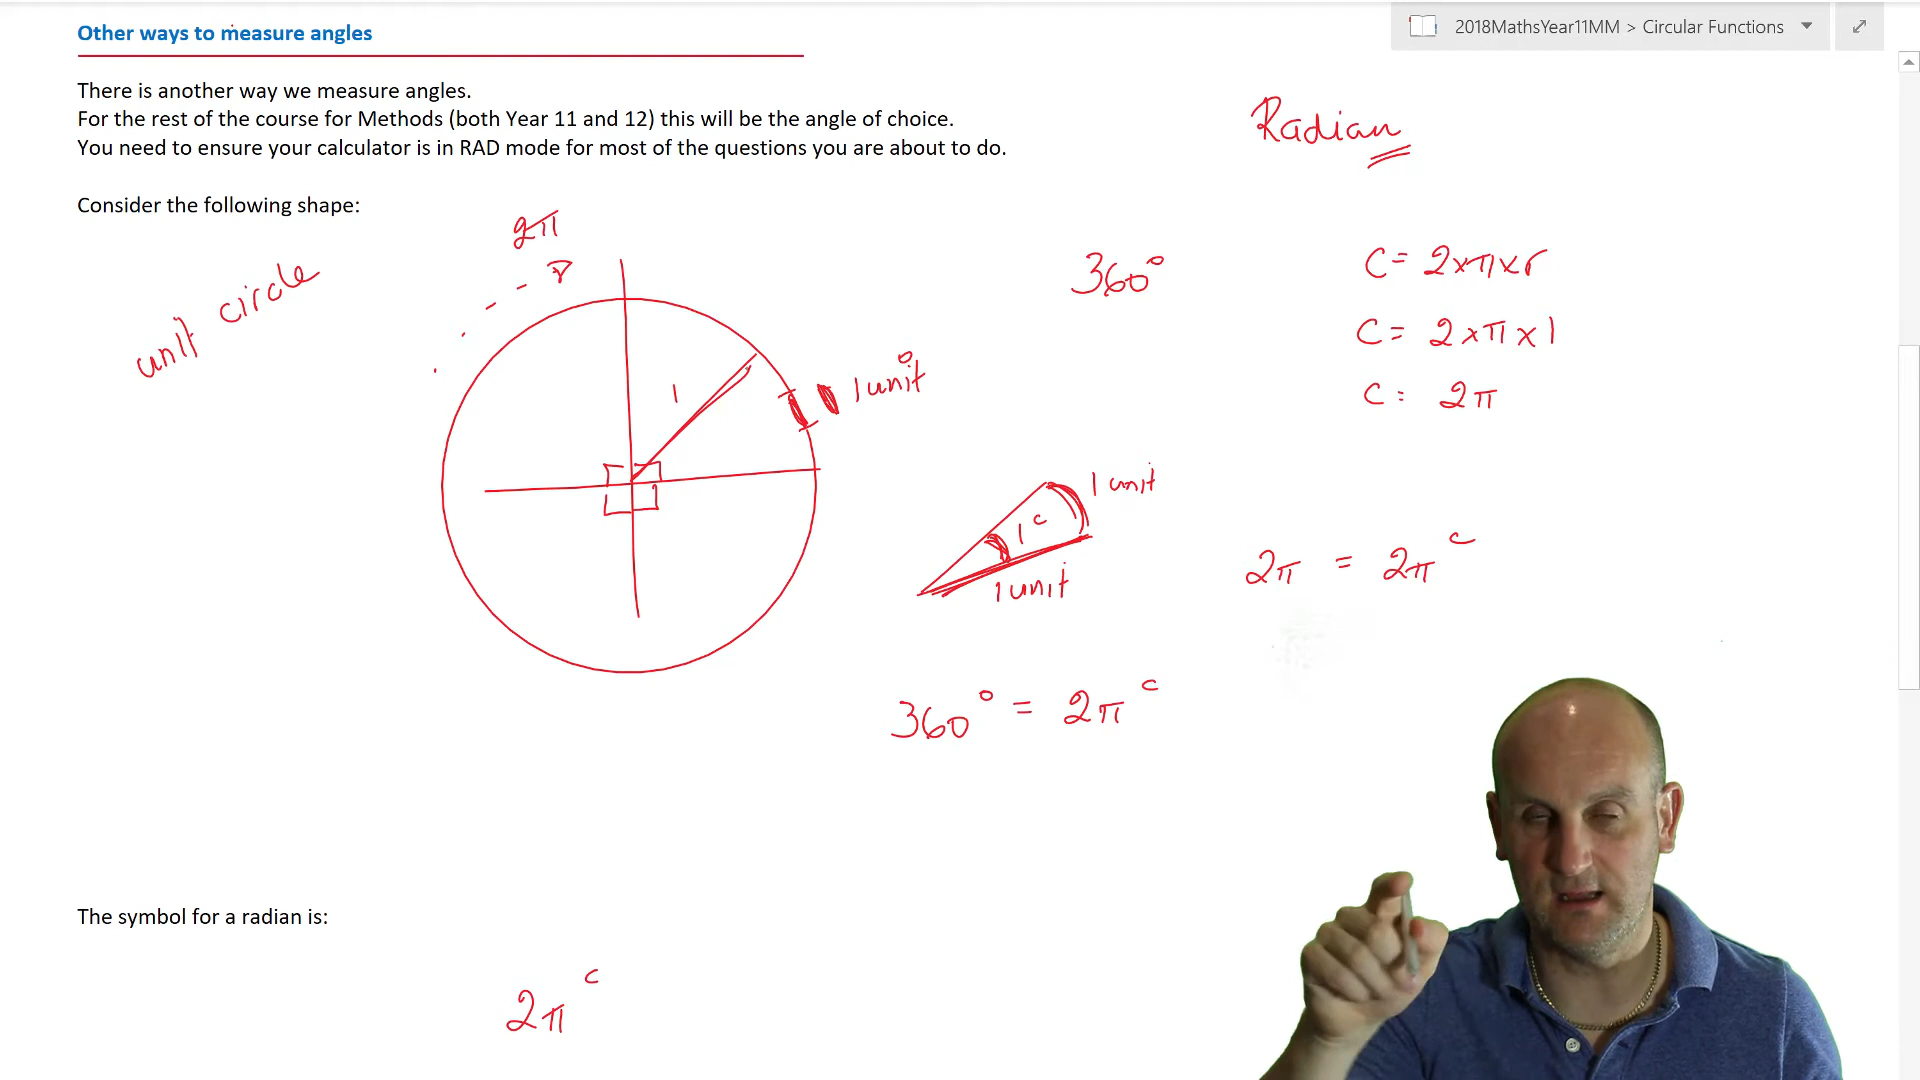 Other ways to measure angles
2018MathsYear11MM > Circular Functions
There is another way we measure angles.
For the rest of the course for Methods (both Year 11 and 12) this will be the angle of choice.
You need to ensure your calculator is in RAD mode for most of the questions you are about to do.
Radian
Consider the following shape:
2π
unit circle
360°
C = 2×π×r
C = 2×π×1
C = 2π
1
1 unit
1 unit
1ᶜ
1 unit
2π = 2πᶜ
360° = 2πᶜ
The symbol for a radian is:
2πᶜ